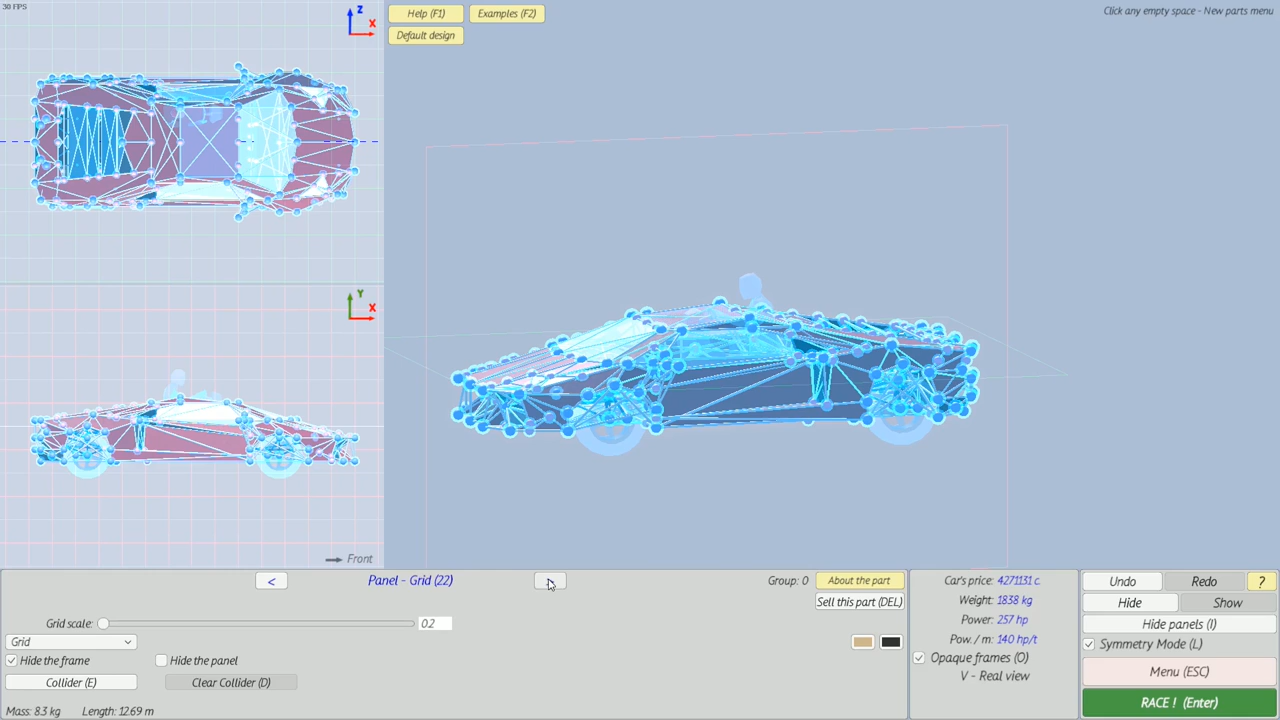 30 FPS
Z
X
Help (F1)
Examples (F2)
Default design
Click any empty space - New parts menu
Y
X
Front
<
Panel - Grid (22)
Group: 0
About the part
Sell this part (DEL)
Grid scale:
0.2
Grid
Hide the frame
Hide the panel
Collider (E)
Clear Collider (D)
Mass: 8.3 kg
Length: 12.69 m
Car's price: 4271131 c.
Weight: 1838 kg
Power: 257 hp
Pow. / m: 140 hp/t
Opaque frames (O)
V - Real view
Undo
Redo
?
Hide
Show
Hide panels (I)
Symmetry Mode (L)
Menu (ESC)
RACE ! (Enter)